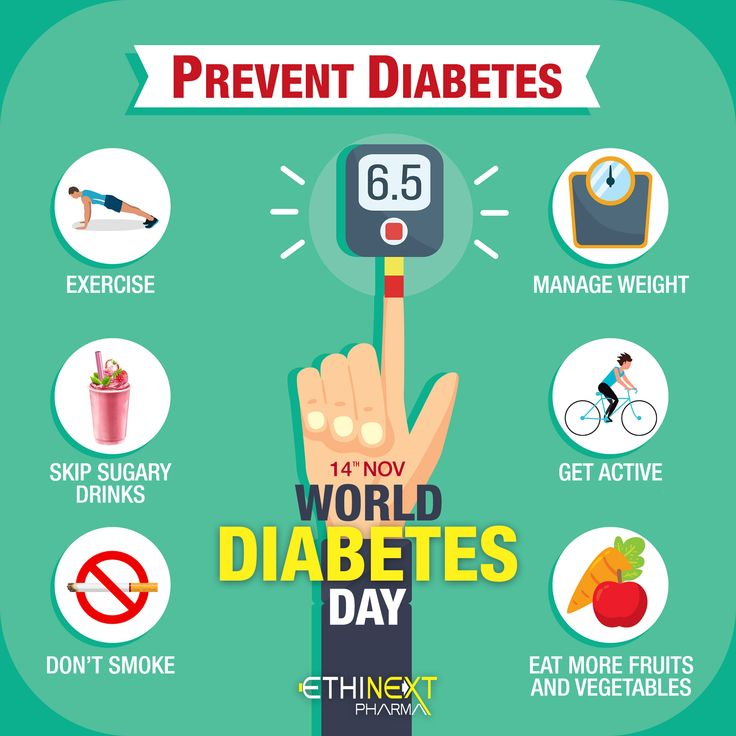 PREVENT DIABETES
6.5
EXERCISE
MANAGE WEIGHT
SKIP SUGARY
DRINKS
GET ACTIVE
14TH NOV
WORLD
DIABETES
DAY
DON'T SMOKE
EAT MORE FRUITS
AND VEGETABLES
ETHINEXT
PHARMA